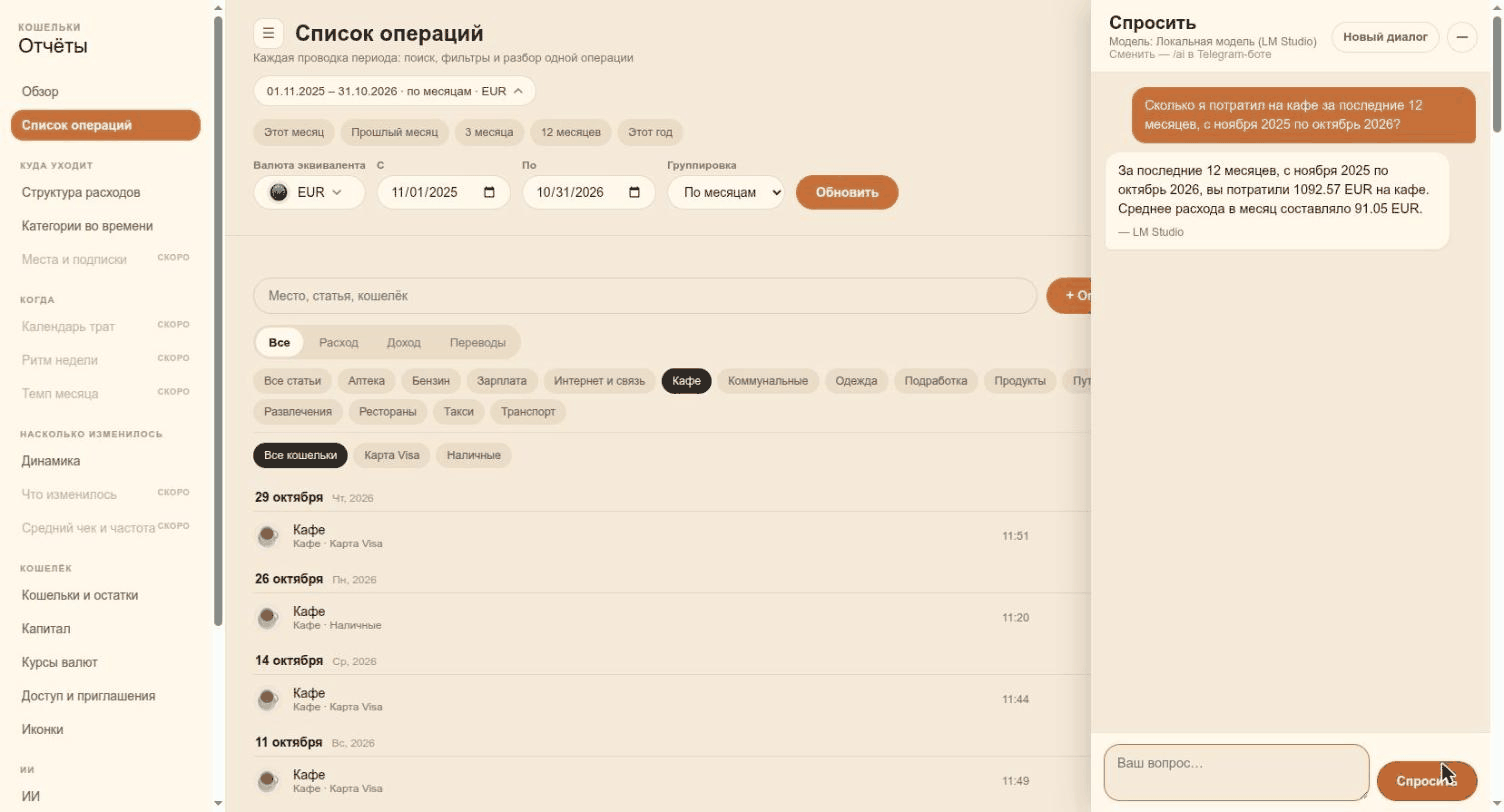 КОШЕЛЬКИ
Отчёты
Обзор
Список операций
КУДА УХОДИТ
Структура расходов
Категории во времени
Места и подписки СКОРО
КОГДА
Календарь трат СКОРО
Ритм недели СКОРО
Темп месяца СКОРО
НАСКОЛЬКО ИЗМЕНИЛОСЬ
Динамика
Что изменилось СКОРО
Средний чек и частота СКОРО
КОШЕЛЁК
Кошельки и остатки
Капитал
Курсы валют
Доступ и приглашения
Иконки
ИИ
ИИ
Список операций
Каждая проводка периода: поиск, фильтры и разбор одной операции
01.11.2025 – 31.10.2026 · по месяцам · EUR
Этот месяц Прошлый месяц 3 месяца 12 месяцев Этот год
Валюта эквивалента С По Группировка
EUR 11/01/2025 10/31/2026 По месяцам Обновить
Место, статья, кошелёк
Все Расход Доход Переводы
Все статьи Аптека Бензин Зарплата Интернет и связь Кафе Коммунальные Одежда Подработка Продукты
Развлечения Рестораны Такси Транспорт
Все кошельки Карта Visa Наличные
29 октября Чт, 2026
Кафе
Кафе · Карта Visa 11:51
26 октября Пн, 2026
Кафе
Кафе · Наличные 11:20
14 октября Ср, 2026
Кафе
Кафе · Карта Visa 11:44
11 октября Вс, 2026
Кафе
Кафе · Карта Visa 11:49
Спросить
Модель: Локальная модель (LM Studio)
Сменить — /ai в Telegram-боте
Новый диалог
Сколько я потратил на кафе за последние 12
месяцев, с ноября 2025 по октябрь 2026?
За последние 12 месяцев, с ноября 2025 по
октябрь 2026, вы потратили 1092.57 EUR на кафе.
Среднее расхода в месяц составляло 91.05 EUR.
— LM Studio
Ваш вопрос…
Спросить